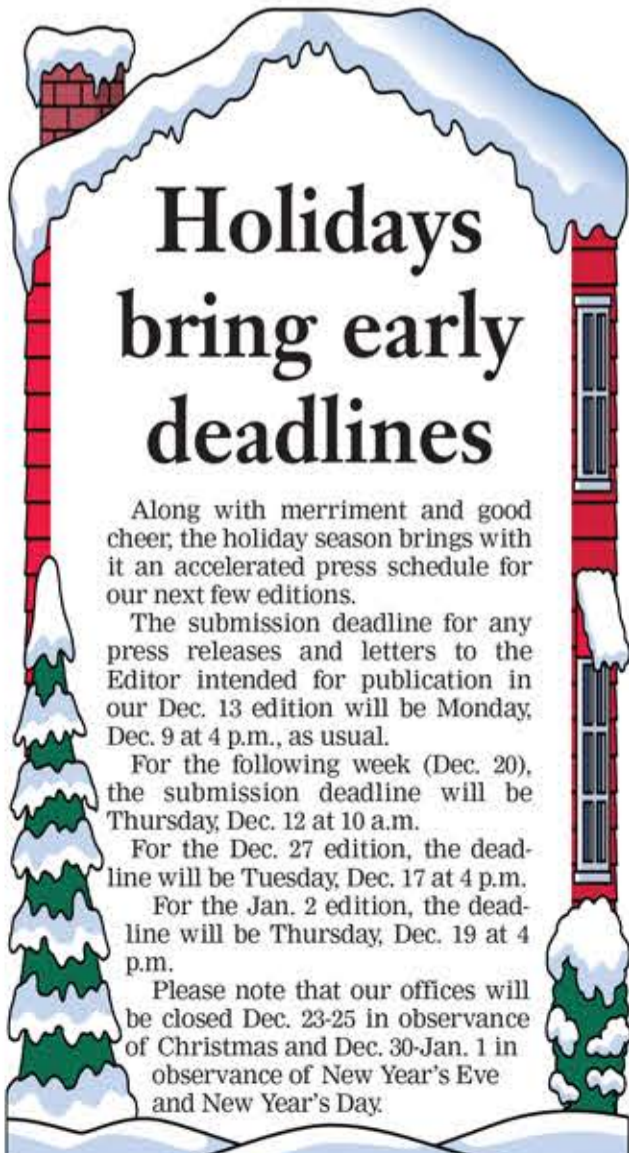 Holidays
bring early
deadlines
Along with merriment and good
cheer, the holiday season brings with
it an accelerated press schedule for
our next few editions.
The submission deadline for any
press releases and letters to the
Editor intended for publication in
our Dec. 13 edition will be Monday,
Dec. 9 at 4 p.m., as usual.
For the following week (Dec. 20),
the submission deadline will be
Thursday, Dec. 12 at 10 a.m.
For the Dec. 27 edition, the dead-
line will be Tuesday, Dec. 17 at 4 p.m.
For the Jan. 2 edition, the dead-
line will be Thursday, Dec. 19 at 4
p.m.
Please note that our offices will
be closed Dec. 23-25 in observance
of Christmas and Dec. 30-Jan. 1 in
observance of New Year's Eve
and New Year's Day.